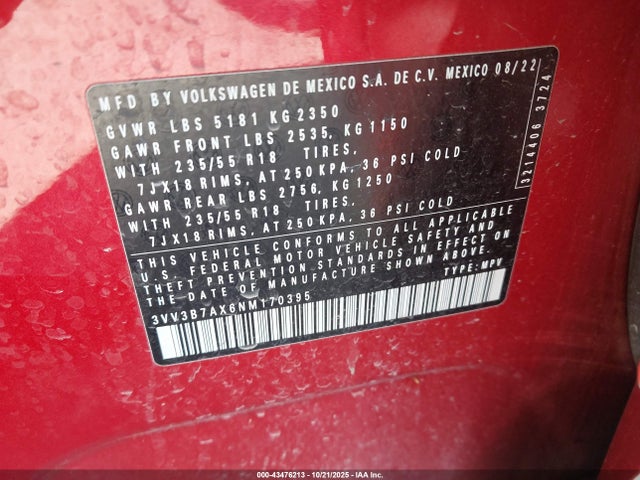 MFD BY VOLKSWAGEN DE MEXICO S.A. DE C.V. MEXICO 08/22
GVWR LBS 5181 KG 2350
GAWR FRONT LBS 2535, KG 1150
WITH 235/55 R18 TIRES.
7JX18 RIMS, AT 250 KPA, 36 PSI COLD
GAWR REAR LBS 2756, KG 1250
WITH 235/55 R18 TIRES.
7JX18 RIMS, AT 250 KPA, 36 PSI COLD
THIS VEHICLE CONFORMS TO ALL APPLICABLE
U.S. FEDERAL MOTOR VEHICLE SAFETY AND
THEFT PREVENTION STANDARDS IN EFFECT ON
THE DATE OF MANUFACTURE SHOWN ABOVE.
3VV3B7AX6NM170395 TYPE: MPV
3214406 3724
000-43476213 - 10/21/2025 - IAA Inc.